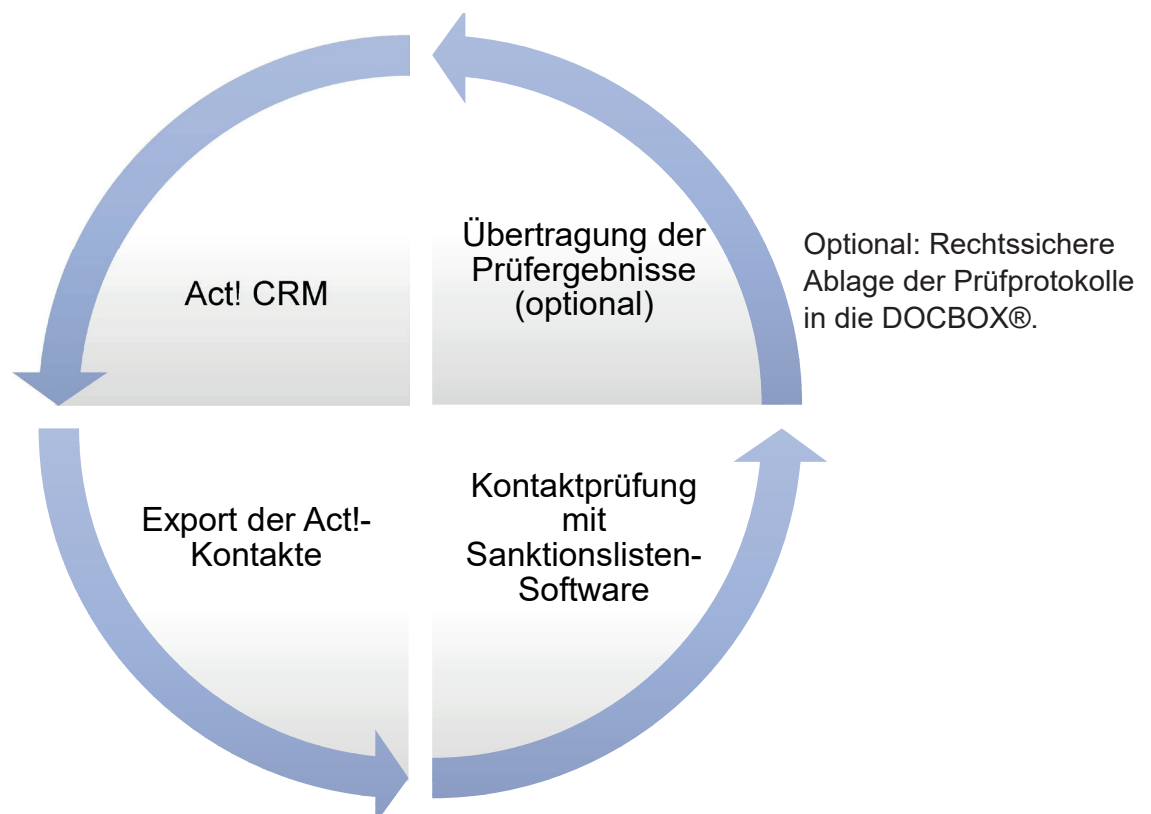 Übertragung der
Prüfergebnisse
(optional)
Act! CRM
Optional: Rechtssichere
Ablage der Prüfprotokolle
in die DOCBOX®.
Export der Act!-
Kontakte
Kontaktprüfung
mit
Sanktionslisten-
Software